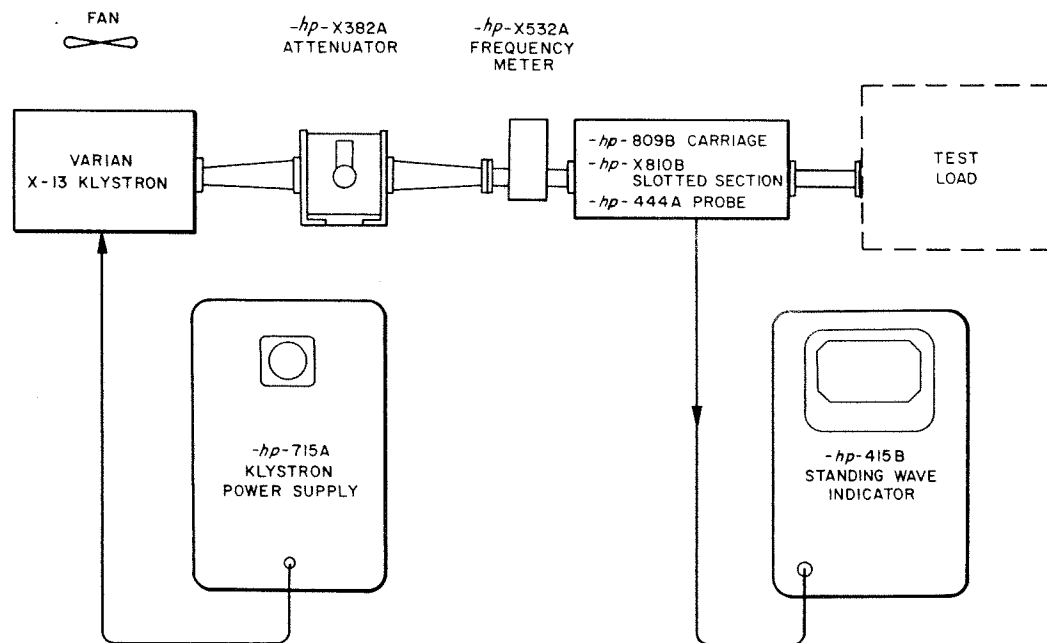 FAN
-hp-X382A
ATTENUATOR
-hp-X532A
FREQUENCY
METER
VARIAN
X-13 KLYSTRON
-hp-809B CARRIAGE
-hp-X810B
SLOTTED SECTION
-hp-444A PROBE
TEST
LOAD
-hp-715A
KLYSTRON
POWER SUPPLY
-hp-415B
STANDING WAVE
INDICATOR